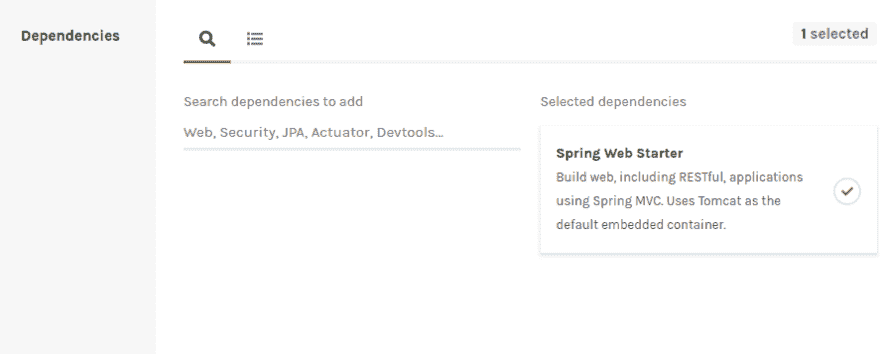 Dependencies
1 selected
Search dependencies to add
Web, Security, JPA, Actuator, Devtools...
Selected dependencies
Spring Web Starter
Build web, including RESTful, applications
using Spring MVC. Uses Tomcat as the
default embedded container.